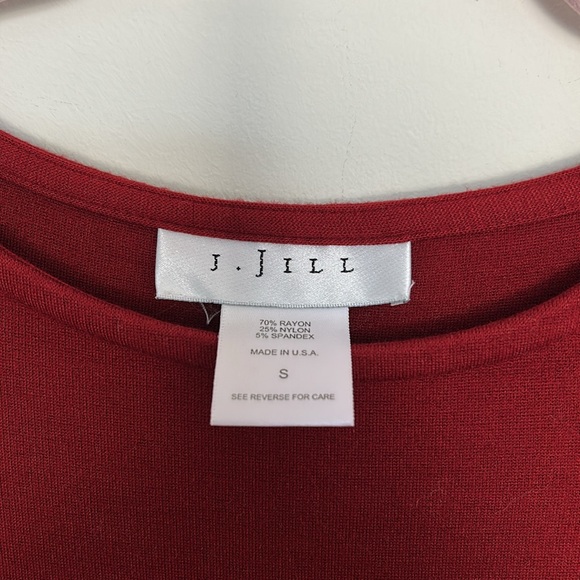 J. JILL
70% RAYON
25% NYLON
5% SPANDEX
MADE IN U.S.A.
S
SEE REVERSE FOR CARE